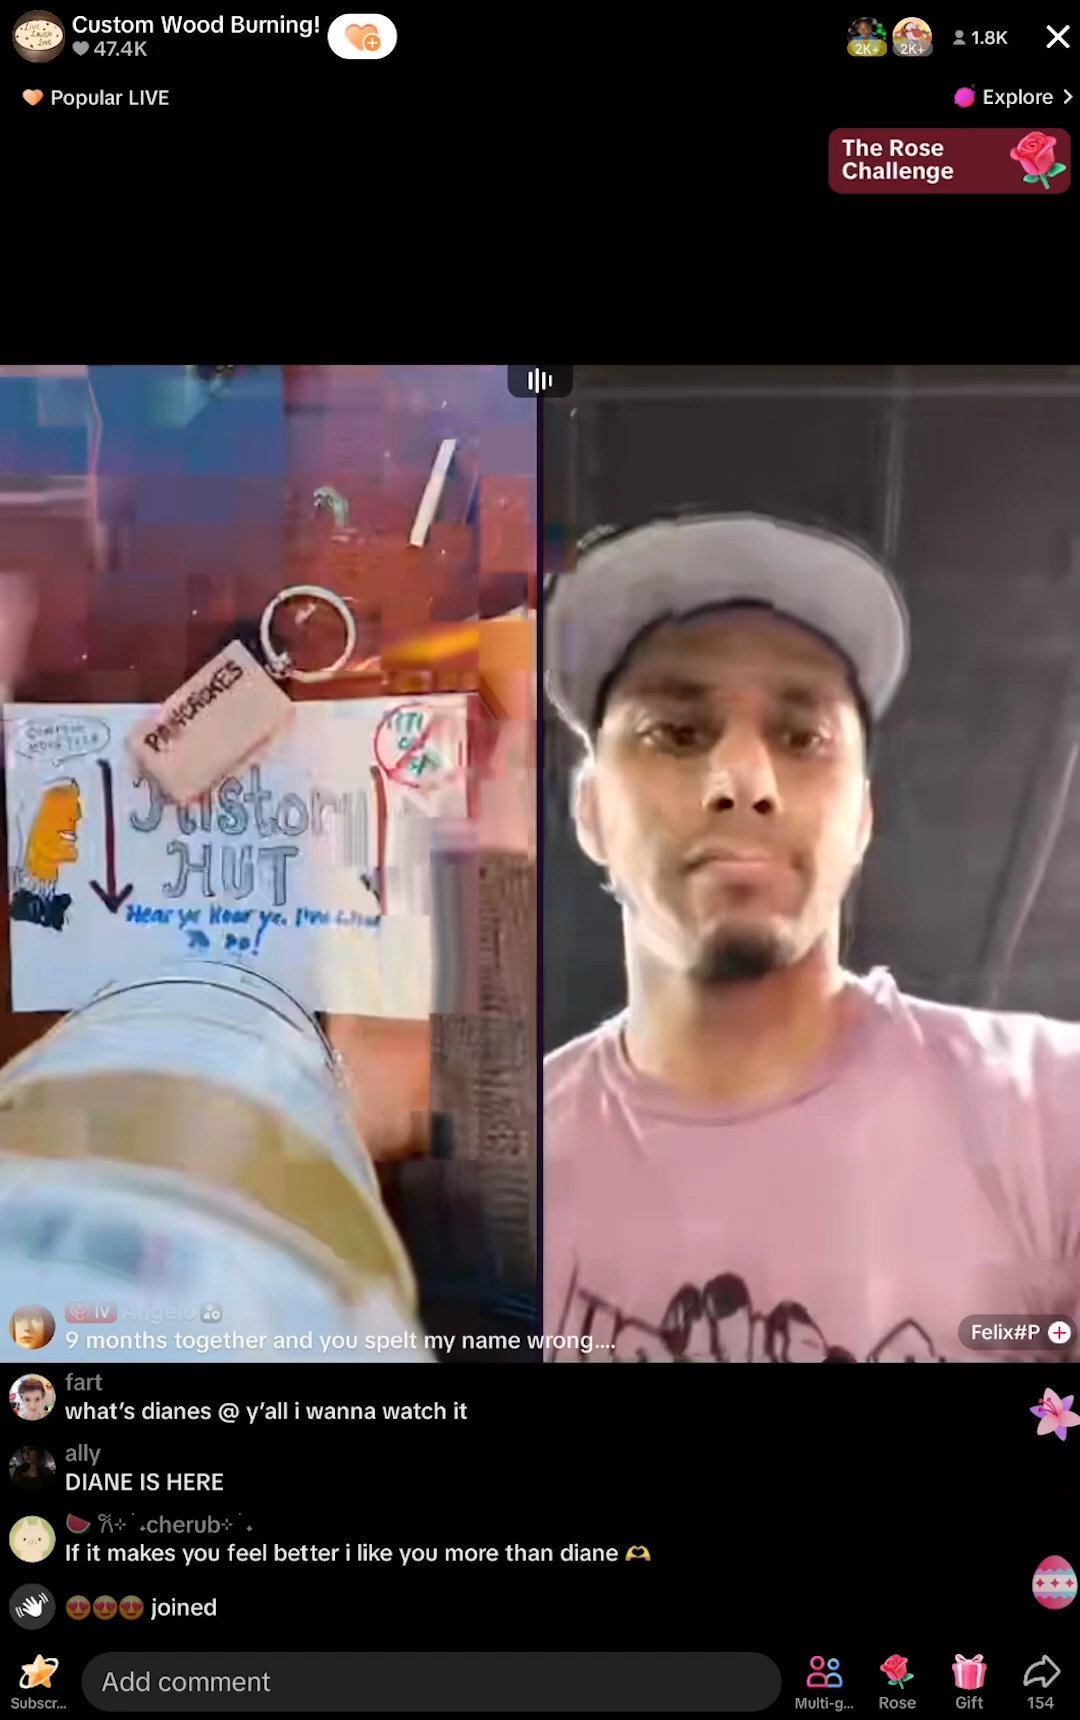 Custom Wood Burning!
47.4K
2K+
2K+
1.8K
Popular LIVE
Explore
The Rose
Challenge
PANCAKES
History
HUT
Hear ye Hear ye.
IV Angelo
9 months together and you spelt my name wrong....
Felix#P
fart
what's dianes @ y'all i wanna watch it
ally
DIANE IS HERE
cherub
If it makes you feel better i like you more than diane
joined
Subscr...
Add comment
Multi-g...
Rose
Gift
154